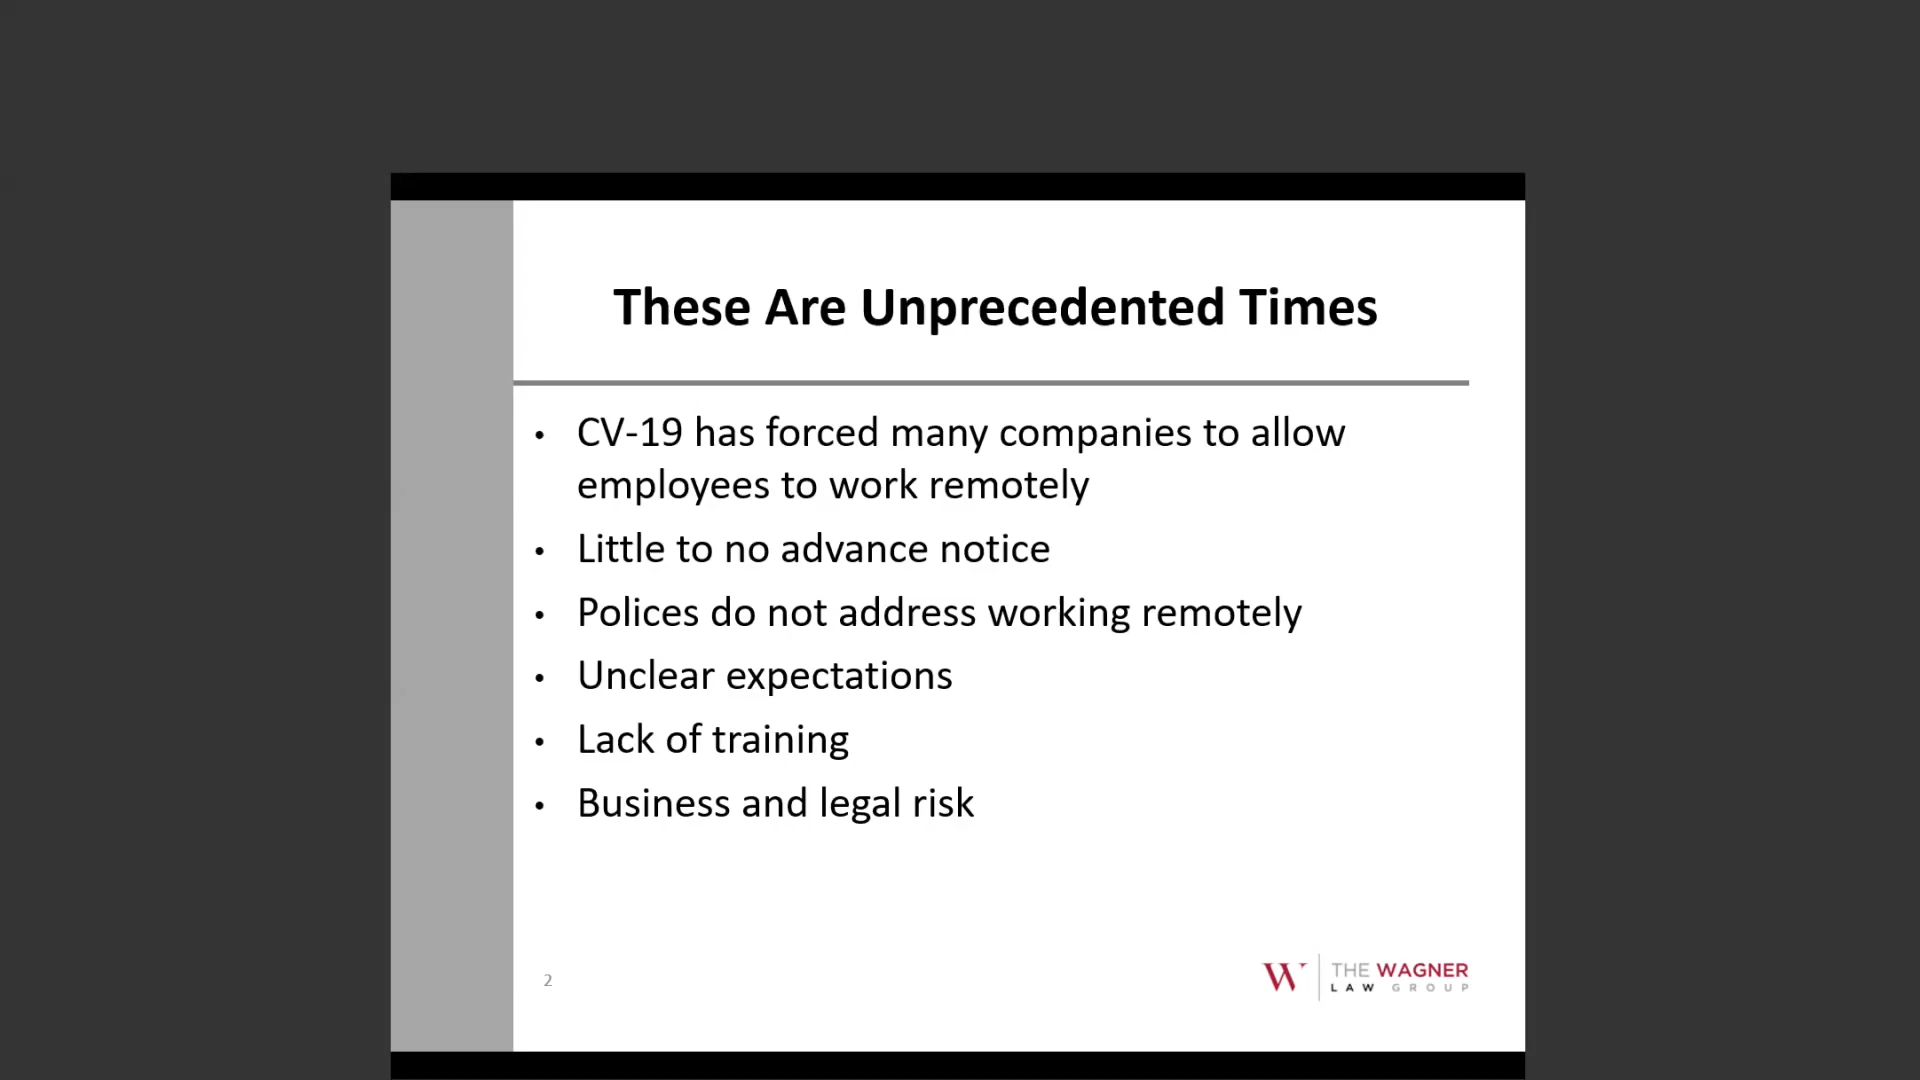 These Are Unprecedented Times
• CV-19 has forced many companies to allow
employees to work remotely
• Little to no advance notice
• Polices do not address working remotely
• Unclear expectations
• Lack of training
• Business and legal risk
2
W THE WAGNER
LAW GROUP